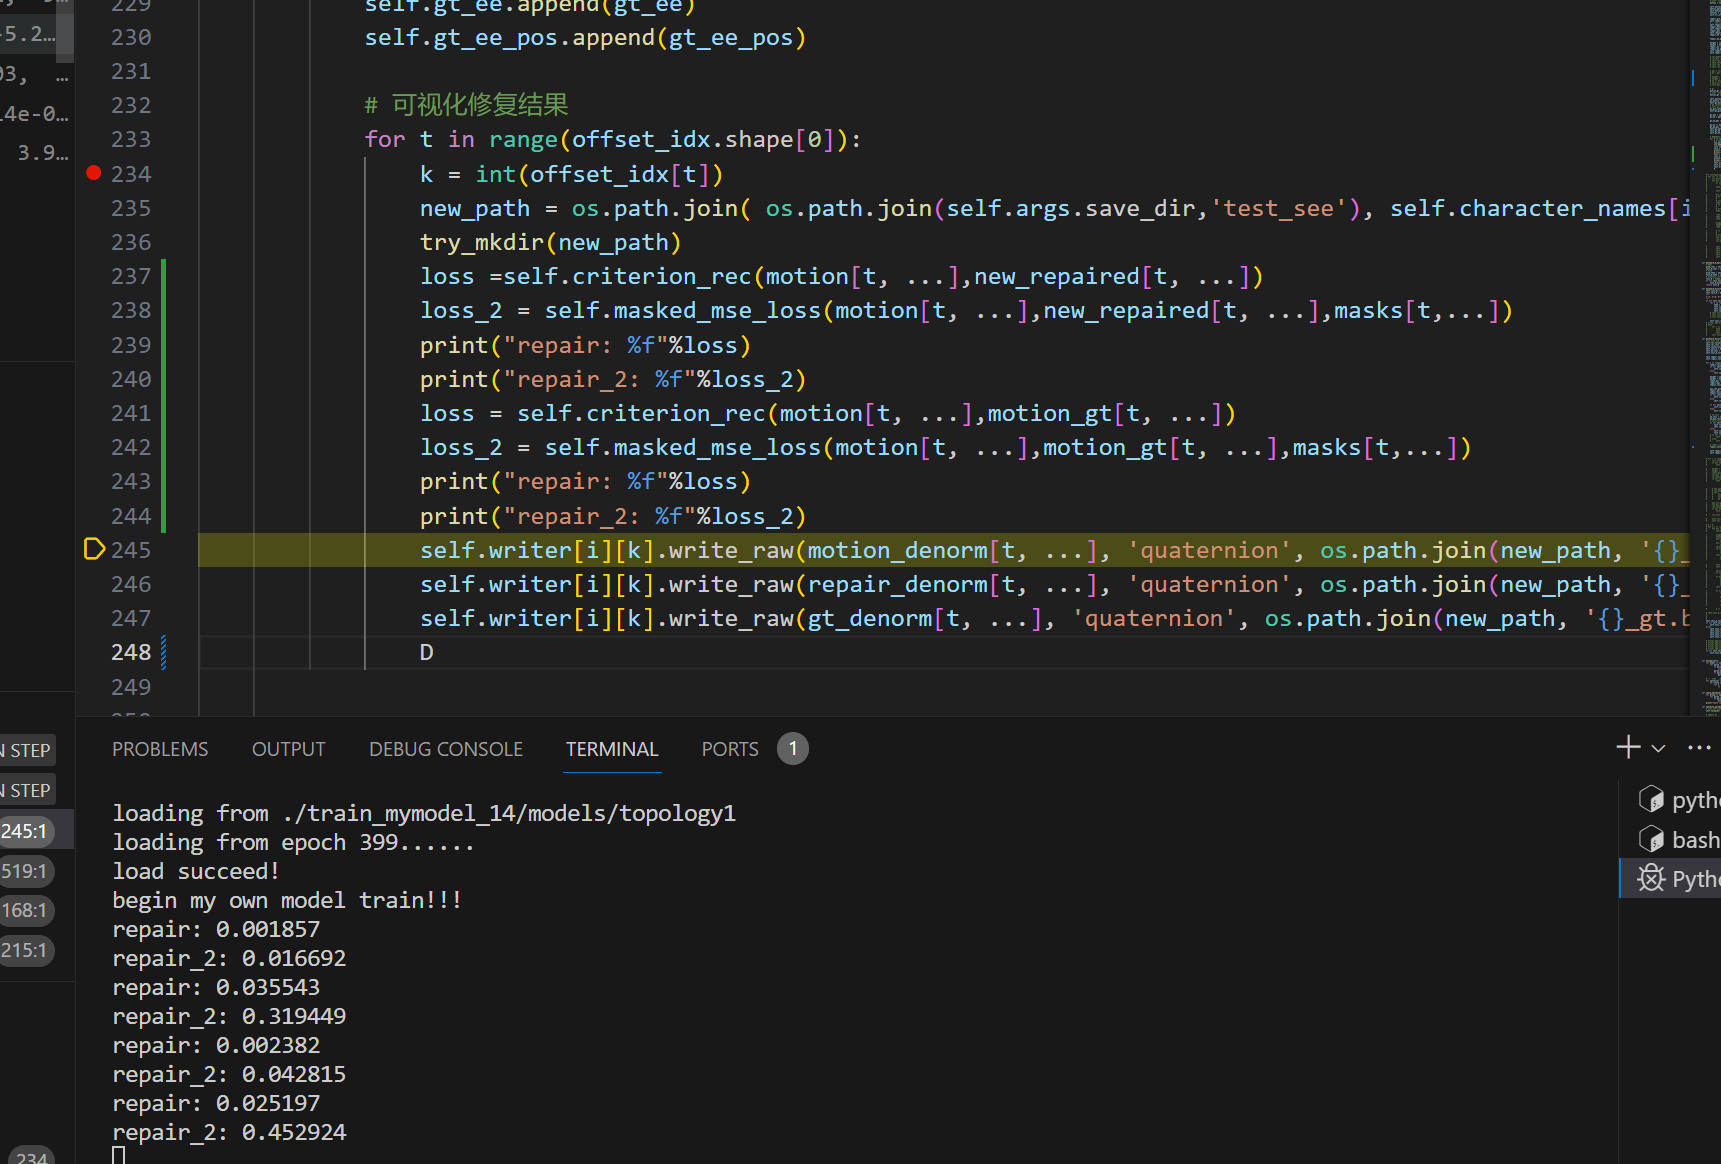 -5.2...
03, ...
14e-0...
3.9...
229 self.gt_ee.append(gt_ee)
230 self.gt_ee_pos.append(gt_ee_pos)
231
232 # 可视化修复结果
233 for t in range(offset_idx.shape[0]):
234 k = int(offset_idx[t])
235 new_path = os.path.join( os.path.join(self.args.save_dir,'test_see'), self.character_names[i
236 try_mkdir(new_path)
237 loss =self.criterion_rec(motion[t, ...],new_repaired[t, ...])
238 loss_2 = self.masked_mse_loss(motion[t, ...],new_repaired[t, ...],masks[t,...])
239 print("repair: %f"%loss)
240 print("repair_2: %f"%loss_2)
241 loss = self.criterion_rec(motion[t, ...],motion_gt[t, ...])
242 loss_2 = self.masked_mse_loss(motion[t, ...],motion_gt[t, ...],masks[t,...])
243 print("repair: %f"%loss)
244 print("repair_2: %f"%loss_2)
245 self.writer[i][k].write_raw(motion_denorm[t, ...], 'quaternion', os.path.join(new_path, '{}_
246 self.writer[i][k].write_raw(repair_denorm[t, ...], 'quaternion', os.path.join(new_path, '{}_
247 self.writer[i][k].write_raw(gt_denorm[t, ...], 'quaternion', os.path.join(new_path, '{}_gt.b
248 D
249
N STEP
N STEP
245:1
519:1
168:1
215:1
234
PROBLEMS OUTPUT DEBUG CONSOLE TERMINAL PORTS 1
loading from ./train_mymodel_14/models/topology1
loading from epoch 399......
load succeed!
begin my own model train!!!
repair: 0.001857
repair_2: 0.016692
repair: 0.035543
repair_2: 0.319449
repair: 0.002382
repair_2: 0.042815
repair: 0.025197
repair_2: 0.452924
pytho
bash
Pytho